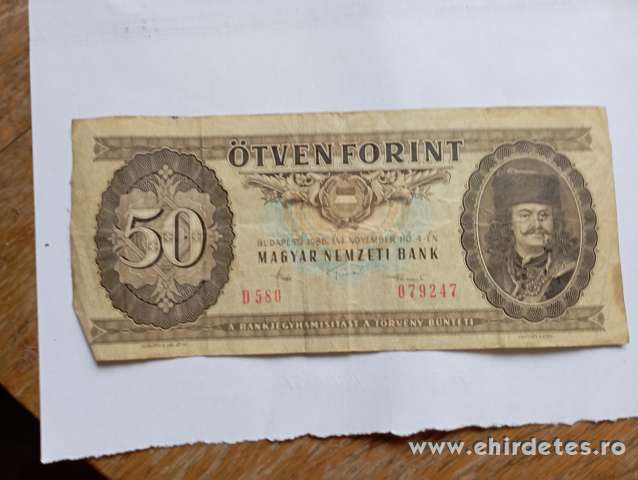 ÖTVEN FORINT
50
BUDAPEST 1986. ÉVI NOVEMBER HÓ 4-ÉN
MAGYAR NEMZETI BANK
D 580 079247
A BANKJEGYHAMISÍTÁST A TÖRVÉNY BÜNTETI
www.ehirdetes.ro